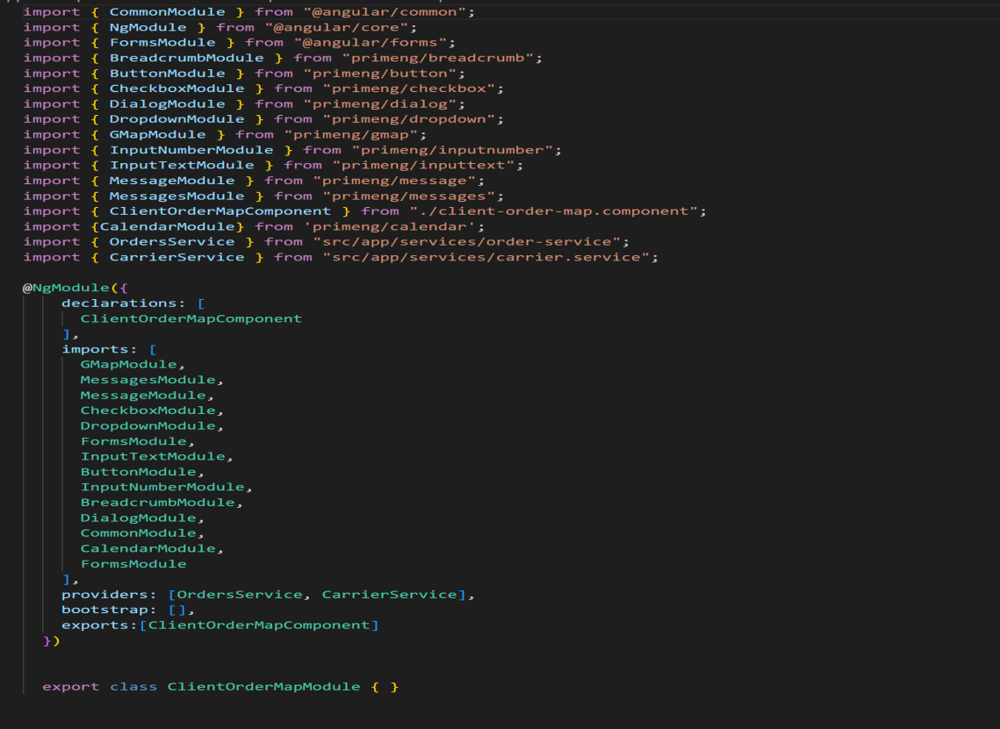 import { CommonModule } from "@angular/common";
import { NgModule } from "@angular/core";
import { FormsModule } from "@angular/forms";
import { BreadcrumbModule } from "primeng/breadcrumb";
import { ButtonModule } from "primeng/button";
import { CheckboxModule } from "primeng/checkbox";
import { DialogModule } from "primeng/dialog";
import { DropdownModule } from "primeng/dropdown";
import { GMapModule } from "primeng/gmap";
import { InputNumberModule } from "primeng/inputnumber";
import { InputTextModule } from "primeng/inputtext";
import { MessageModule } from "primeng/message";
import { MessagesModule } from "primeng/messages";
import { ClientOrderMapComponent } from "./client-order-map.component";
import {CalendarModule} from 'primeng/calendar';
import { OrdersService } from "src/app/services/order-service";
import { CarrierService } from "src/app/services/carrier.service";

@NgModule({
    declarations: [
      ClientOrderMapComponent
    ],
    imports: [
      GMapModule,
      MessagesModule,
      MessageModule,
      CheckboxModule,
      DropdownModule,
      FormsModule,
      InputTextModule,
      ButtonModule,
      InputNumberModule,
      BreadcrumbModule,
      DialogModule,
      CommonModule,
      CalendarModule,
      FormsModule
    ],
    providers: [OrdersService, CarrierService],
    bootstrap: [],
    exports:[ClientOrderMapComponent]
  })

  export class ClientOrderMapModule { }